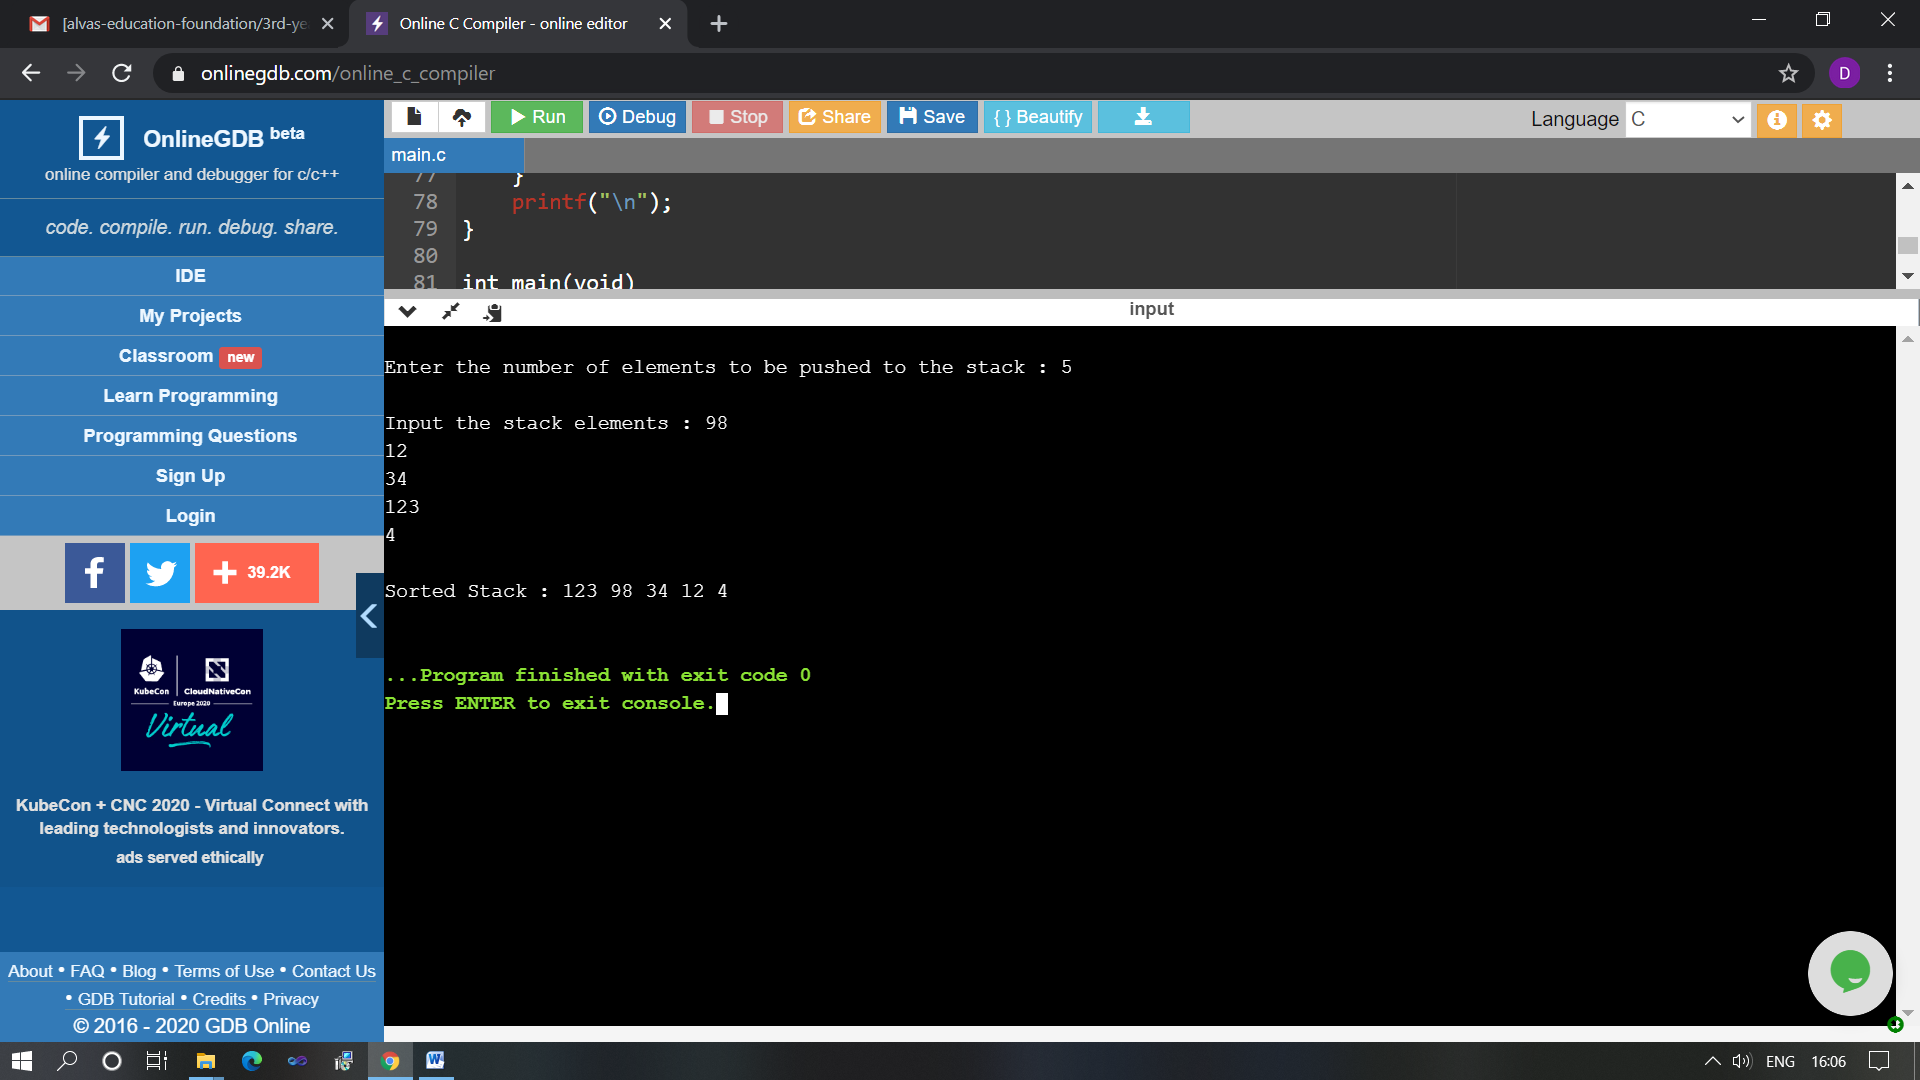 [alvas-education-foundation/3rd-ye
Online C Compiler - online editor
onlinegdb.com/online_c_compiler
D
OnlineGDB beta
online compiler and debugger for c/c++
code. compile. run. debug. share.
IDE
My Projects
Classroom new
Learn Programming
Programming Questions
Sign Up
Login
f
39.2K
KubeCon
CloudNativeCon
Europe 2020
Virtual
KubeCon + CNC 2020 - Virtual Connect with
leading technologists and innovators.
ads served ethically
About • FAQ • Blog • Terms of Use • Contact Us
• GDB Tutorial • Credits • Privacy
© 2016 - 2020 GDB Online
Run Debug Stop Share Save { } Beautify
Language C
main.c
77 }
78 printf("\n");
79 }
80
81 int main(void)
input
Enter the number of elements to be pushed to the stack : 5
Input the stack elements : 98
12
34
123
4
Sorted Stack : 123 98 34 12 4
...Program finished with exit code 0
Press ENTER to exit console.
ENG 16:06